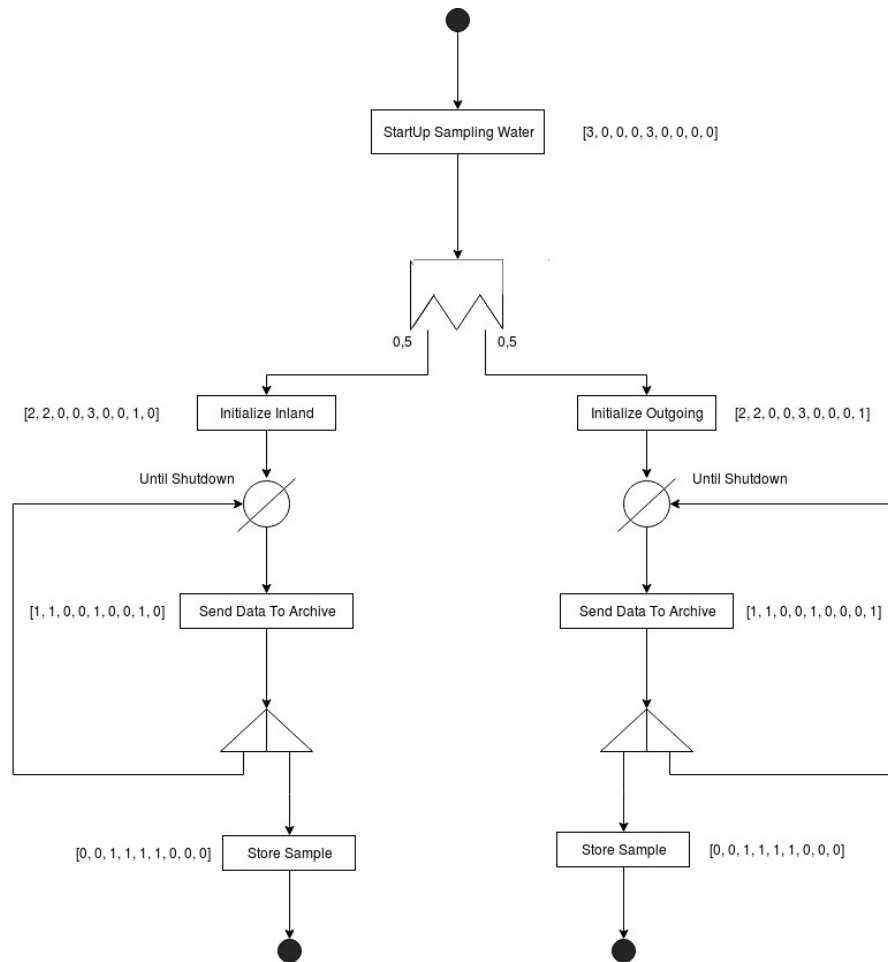 StartUp Sampling Water
[3, 0, 0, 0, 3, 0, 0, 0, 0]
0,5
0,5
[2, 2, 0, 0, 3, 0, 0, 1, 0]
Initialize Inland
Initialize Outgoing
[2, 2, 0, 0, 3, 0, 0, 0, 1]
Until Shutdown
Until Shutdown
[1, 1, 0, 0, 1, 0, 0, 1, 0]
Send Data To Archive
Send Data To Archive
[1, 1, 0, 0, 1, 0, 0, 0, 1]
[0, 0, 1, 1, 1, 1, 0, 0, 0]
Store Sample
Store Sample
[0, 0, 1, 1, 1, 1, 0, 0, 0]